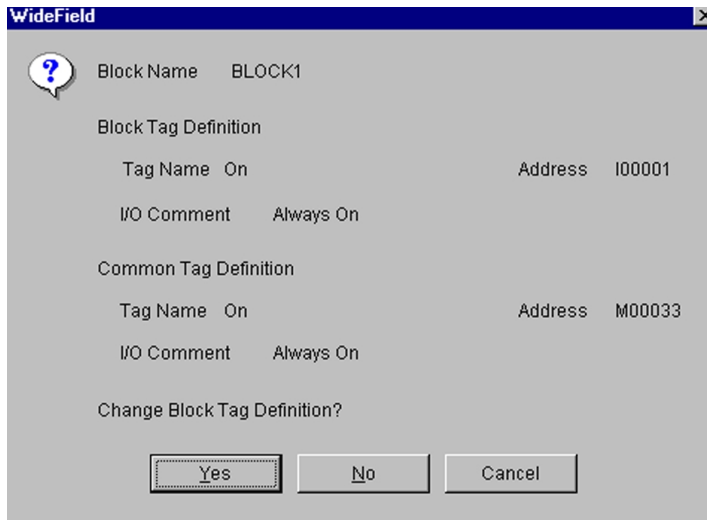 WideField
Block Name BLOCK1
Block Tag Definition
Tag Name On Address I00001
I/O Comment Always On
Common Tag Definition
Tag Name On Address M00033
I/O Comment Always On
Change Block Tag Definition?
Yes No Cancel